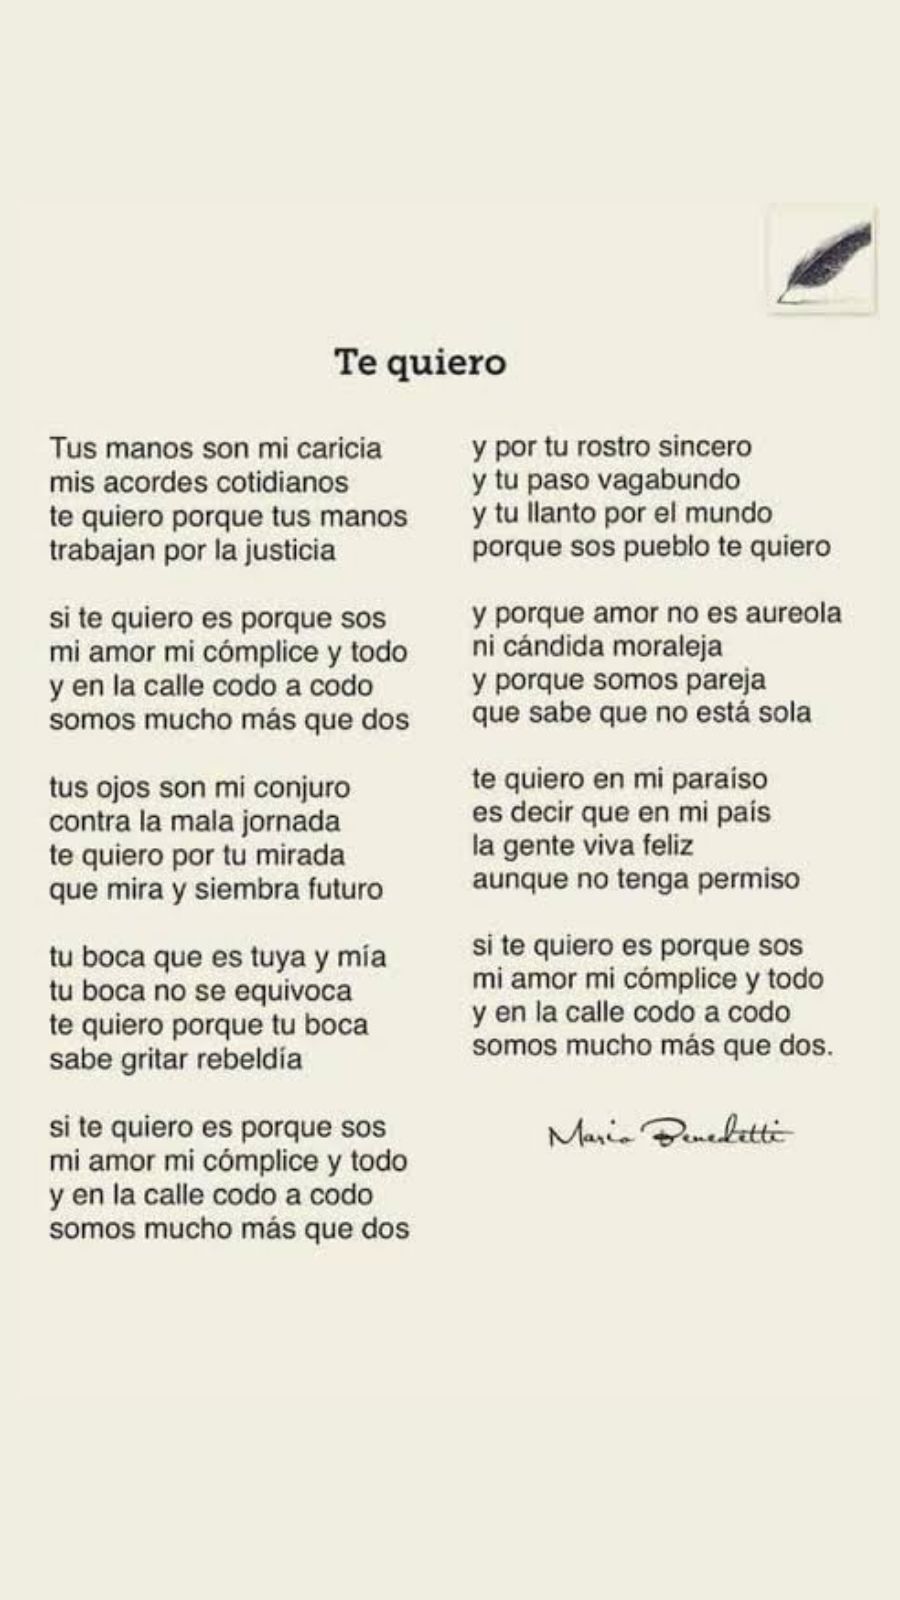 Te quiero
Tus manos son mi caricia
mis acordes cotidianos
te quiero porque tus manos
trabajan por la justicia
si te quiero es porque sos
mi amor mi cómplice y todo
y en la calle codo a codo
somos mucho más que dos
tus ojos son mi conjuro
contra la mala jornada
te quiero por tu mirada
que mira y siembra futuro
tu boca que es tuya y mía
tu boca no se equivoca
te quiero porque tu boca
sabe gritar rebeldía
si te quiero es porque sos
mi amor mi cómplice y todo
y en la calle codo a codo
somos mucho más que dos
y por tu rostro sincero
y tu paso vagabundo
y tu llanto por el mundo
porque sos pueblo te quiero
y porque amor no es aureola
ni cándida moraleja
y porque somos pareja
que sabe que no está sola
te quiero en mi paraíso
es decir que en mi país
la gente viva feliz
aunque no tenga permiso
si te quiero es porque sos
mi amor mi cómplice y todo
y en la calle codo a codo
somos mucho más que dos.
Mario Benedetti